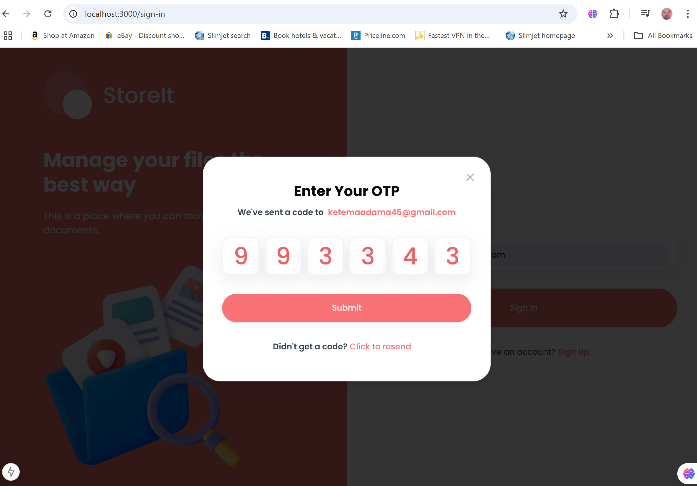 localhost:3000/sign-in
Shop at Amazon
eBay - Discount sho...
Slimjet search
Book hotels & vacat...
Priceline.com
Fastest VPN in the...
Slimjet homepage
»
All Bookmarks
StoreIt
Manage your files the
best way
This is a place where you can store
documents.
Enter Your OTP
We've sent a code to ketemaadama45@gmail.com
9 9 3 3 4 3
Submit
Didn't get a code? Click to resend
om
Sign In
ve an account? Sign Up